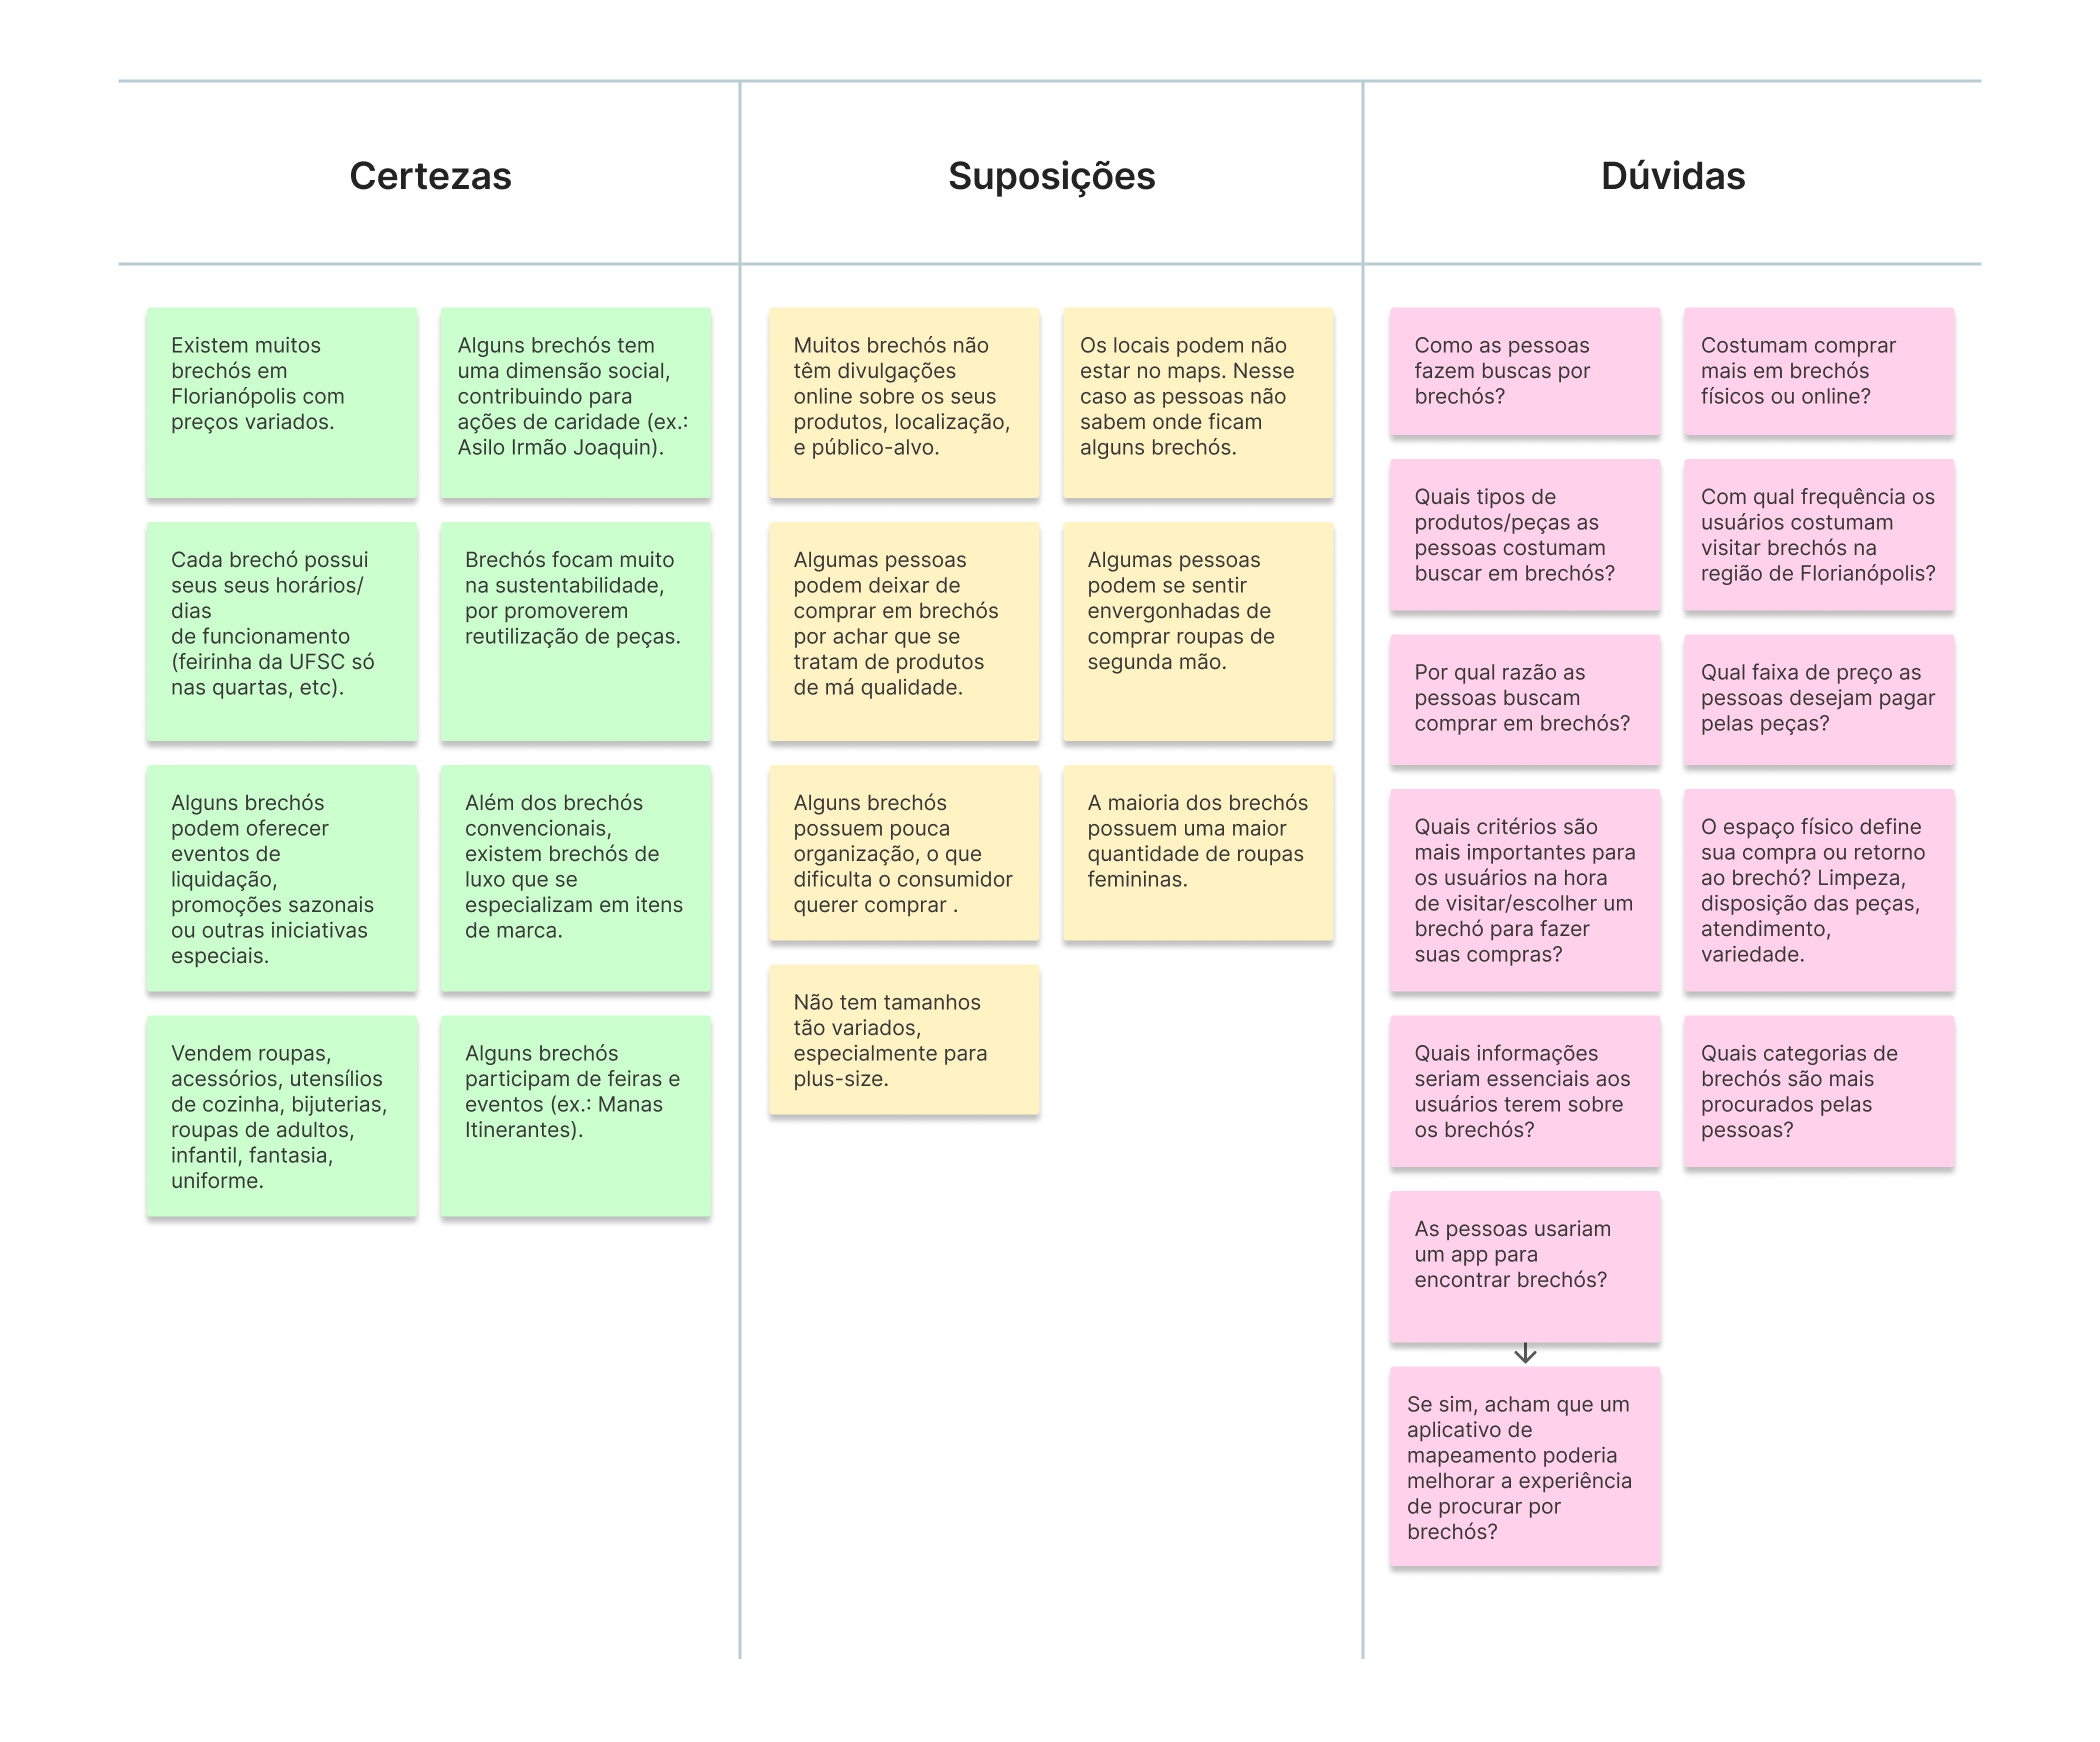 Certezas
Suposições
Dúvidas
Existem muitos
brechós em
Florianópolis com
preços variados.
Alguns brechós tem
uma dimensão social,
contribuindo para
ações de caridade (ex.:
Asilo Irmão Joaquin).
Cada brechó possui
seus seus horários/
dias
de funcionamento
(feirinha da UFSC só
nas quartas, etc).
Brechós focam muito
na sustentabilidade,
por promoverem
reutilização de peças.
Alguns brechós
podem oferecer
eventos de
liquidação,
promoções sazonais
ou outras iniciativas
especiais.
Além dos brechós
convencionais,
existem brechós de
luxo que se
especializam em itens
de marca.
Vendem roupas,
acessórios, utensílios
de cozinha, bijuterias,
roupas de adultos,
infantil, fantasia,
uniforme.
Alguns brechós
participam de feiras e
eventos (ex.: Manas
Itinerantes).
Muitos brechós não
têm divulgações
online sobre os seus
produtos, localização,
e público-alvo.
Os locais podem não
estar no maps. Nesse
caso as pessoas não
sabem onde ficam
alguns brechós.
Algumas pessoas
podem deixar de
comprar em brechós
por achar que se
tratam de produtos
de má qualidade.
Algumas pessoas
podem se sentir
envergonhadas de
comprar roupas de
segunda mão.
Alguns brechós
possuem pouca
organização, o que
dificulta o consumidor
querer comprar .
A maioria dos brechós
possuem uma maior
quantidade de roupas
femininas.
Não tem tamanhos
tão variados,
especialmente para
plus-size.
Como as pessoas
fazem buscas por
brechós?
Costumam comprar
mais em brechós
físicos ou online?
Quais tipos de
produtos/peças as
pessoas costumam
buscar em brechós?
Com qual frequência os
usuários costumam
visitar brechós na
região de Florianópolis?
Por qual razão as
pessoas buscam
comprar em brechós?
Qual faixa de preço as
pessoas desejam pagar
pelas peças?
Quais critérios são
mais importantes para
os usuários na hora
de visitar/escolher um
brechó para fazer
suas compras?
O espaço físico define
sua compra ou retorno
ao brechó? Limpeza,
disposição das peças,
atendimento,
variedade.
Quais informações
seriam essenciais aos
usuários terem sobre
os brechós?
Quais categorias de
brechós são mais
procurados pelas
pessoas?
As pessoas usariam
um app para
encontrar brechós?
Se sim, acham que um
aplicativo de
mapeamento poderia
melhorar a experiência
de procurar por
brechós?